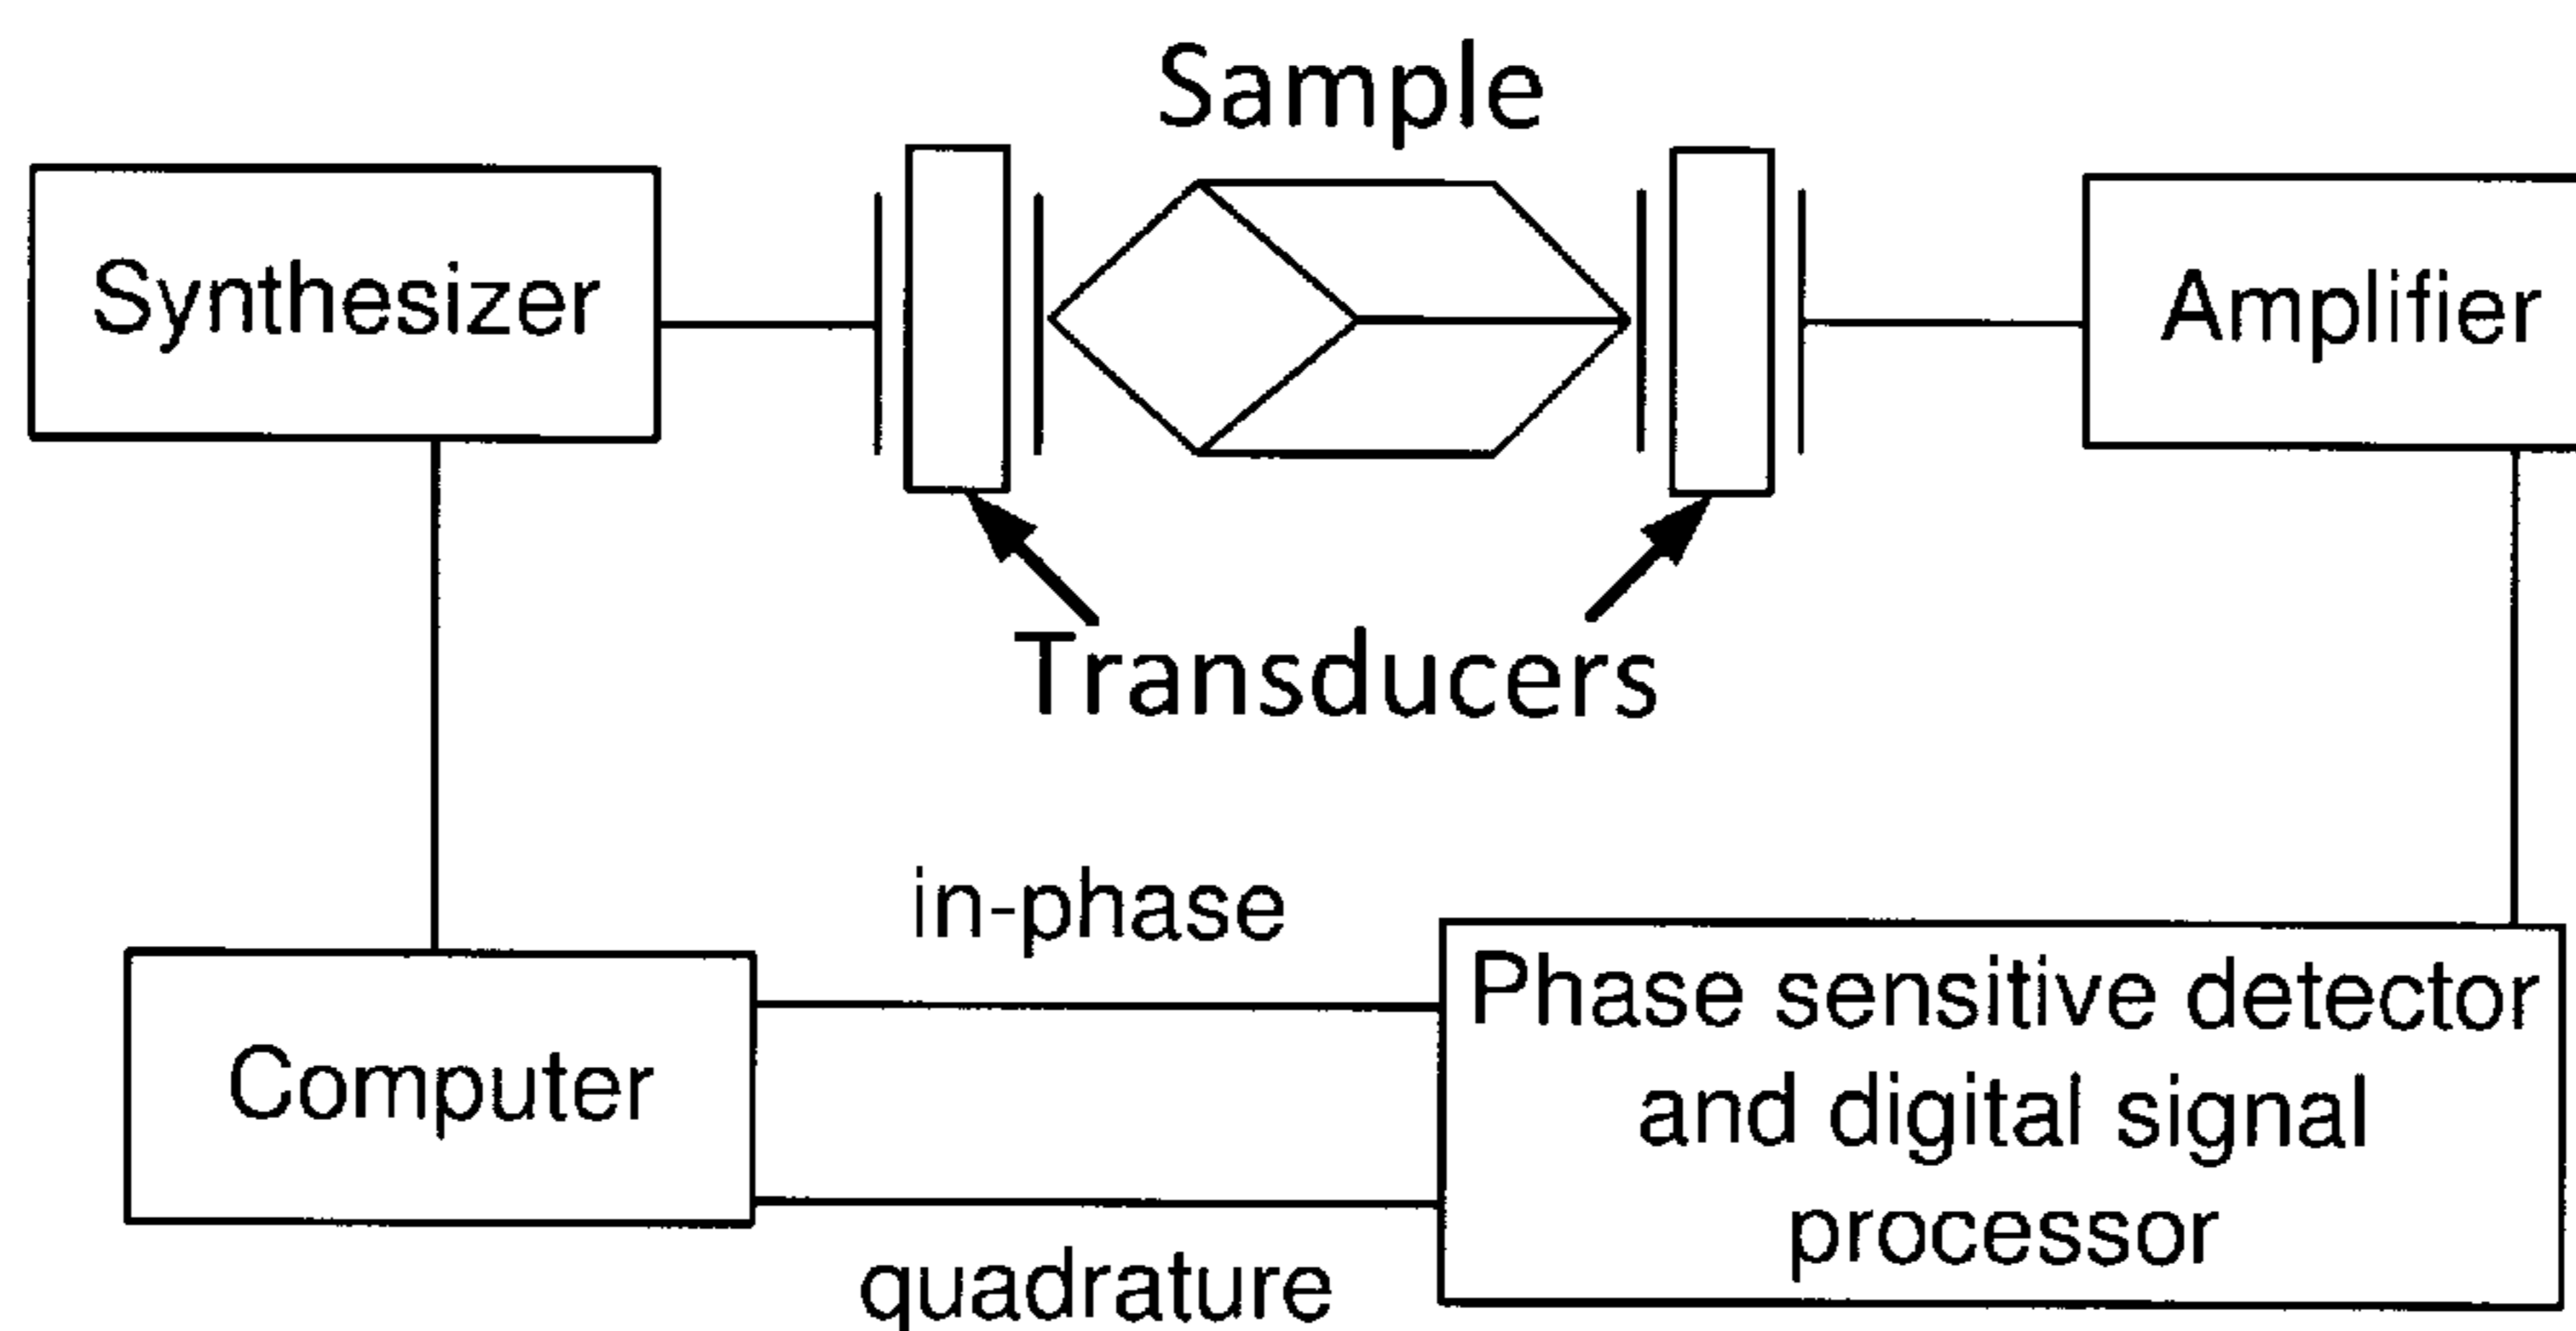 Sample
Synthesizer
Amplifier
Transducers
in-phase
Computer
Phase sensitive detector
and digital signal
processor
quadrature